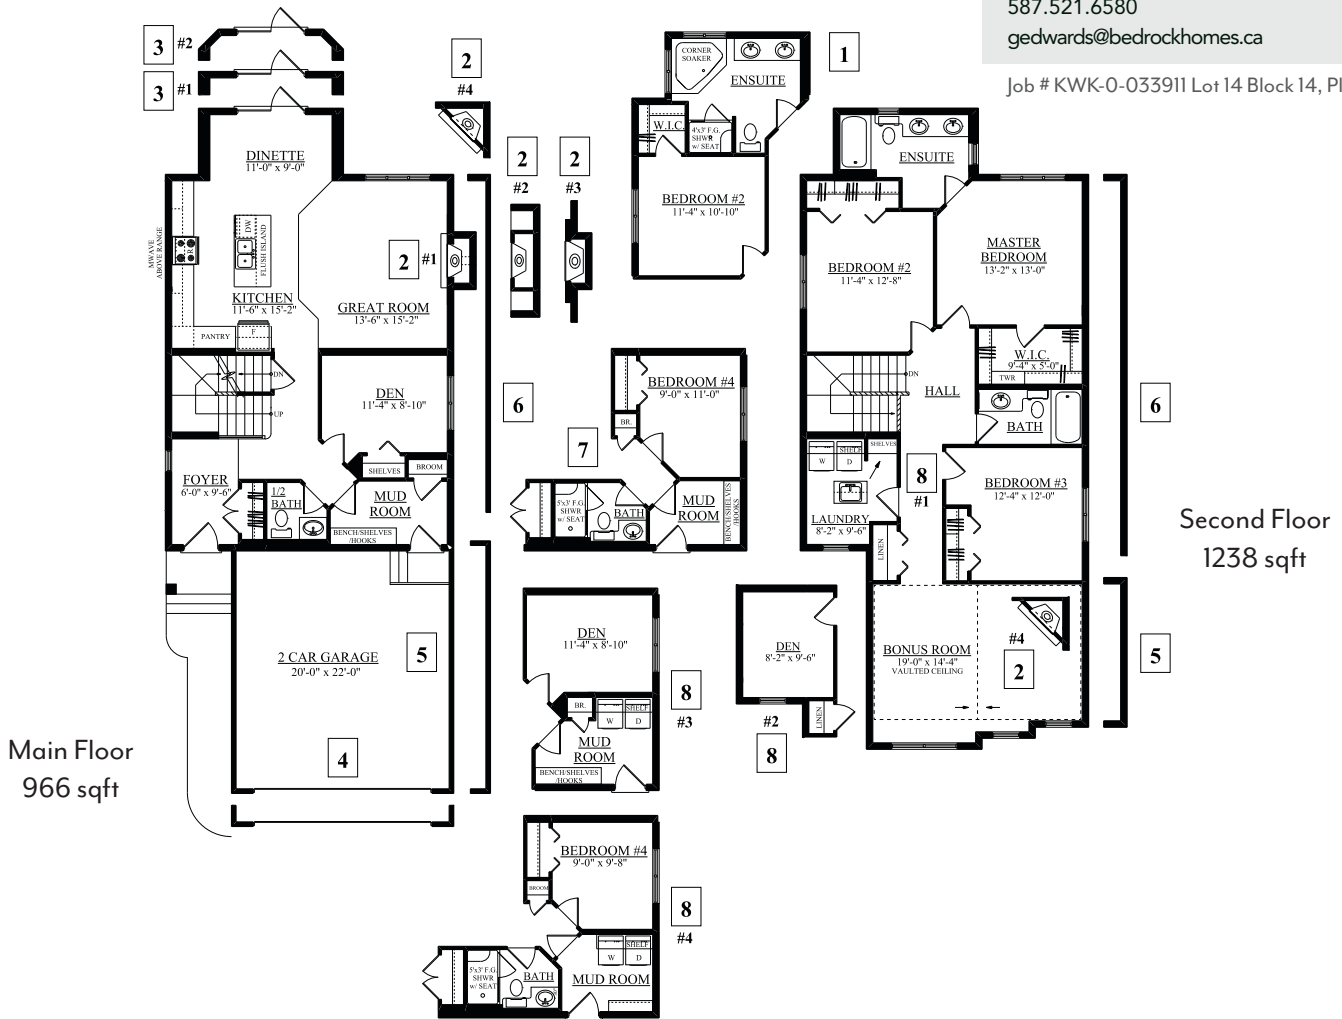 587.521.6580
gedwards@bedrockhomes.ca
Job # KWK-0-033911 Lot 14 Block 14, Pl
3 #2
3 #1
2
#4
2
#2
2
#3
DINETTE
11'-0" x 9'-0"
MWAVE
ABOVE RANGE
R
DW
FLUSH ISLAND
2 #1
KITCHEN
11'-6" x 15'-2"
GREAT ROOM
13'-6" x 15'-2"
PANTRY
F
DN
UP
DEN
11'-4" x 8'-10"
SHELVES
BROOM
FOYER
6'-0" x 9'-6"
1/2
BATH
MUD
ROOM
BENCH/SHELVES
/HOOKS
2 CAR GARAGE
20'-0" x 22'-0"
5
4
6
Main Floor
966 sqft
1
CORNER
SOAKER
ENSUITE
W.I.C.
4'x3' F.G.
SHWR
w/ SEAT
BEDROOM #2
11'-4" x 10'-10"
7
BEDROOM #4
9'-0" x 11'-0"
BR.
5'x3' F.G.
SHWR
w/ SEAT
BATH
MUD
ROOM
BENCH/SHELVES
/HOOKS
DEN
11'-4" x 8'-10"
8
#3
BR.
SHELF
W
D
MUD
ROOM
BENCH/SHELVES
/HOOKS
BEDROOM #4
9'-0" x 9'-8"
BROOM
8
#4
SHELF
W
D
5'x3' F.G.
SHWR
w/ SEAT
BATH
MUD ROOM
DEN
8'-2" x 9'-6"
LINEN
#2
8
ENSUITE
BEDROOM #2
11'-4" x 12'-8"
MASTER
BEDROOM
13'-2" x 13'-0"
W.I.C.
9'-4" x 5'-0"
TWR
DN
HALL
BATH
SHELVES
SHELF
W
D
8
#1
LAUNDRY
8'-2" x 9'-6"
LINEN
BEDROOM #3
12'-4" x 12'-0"
BONUS ROOM
19'-0" x 14'-4"
VAULTED CEILING
#4
2
6
5
Second Floor
1238 sqft